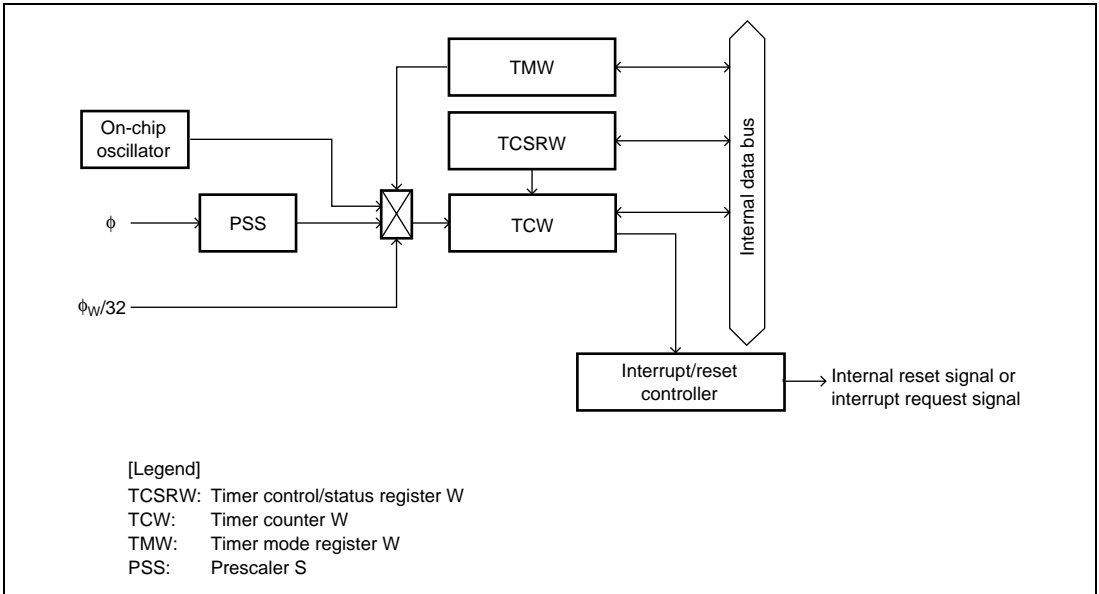 TMW
On-chip
oscillator
TCSRW
ϕ
PSS
TCW
Internal data bus
ϕW/32
Interrupt/reset
controller
Internal reset signal or
interrupt request signal
[Legend]
TCSRW: Timer control/status register W
TCW: Timer counter W
TMW: Timer mode register W
PSS: Prescaler S